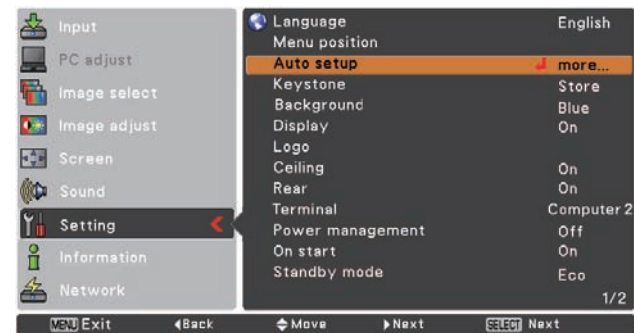 Input
PC adjust
Image select
Image adjust
Screen
Sound
Setting
Information
Network
Language English
Menu position
Auto setup more...
Keystone Store
Background Blue
Display On
Logo
Ceiling On
Rear On
Terminal Computer 2
Power management Off
On start On
Standby mode Eco
1/2
MENU Exit Back Move Next SELECT Next